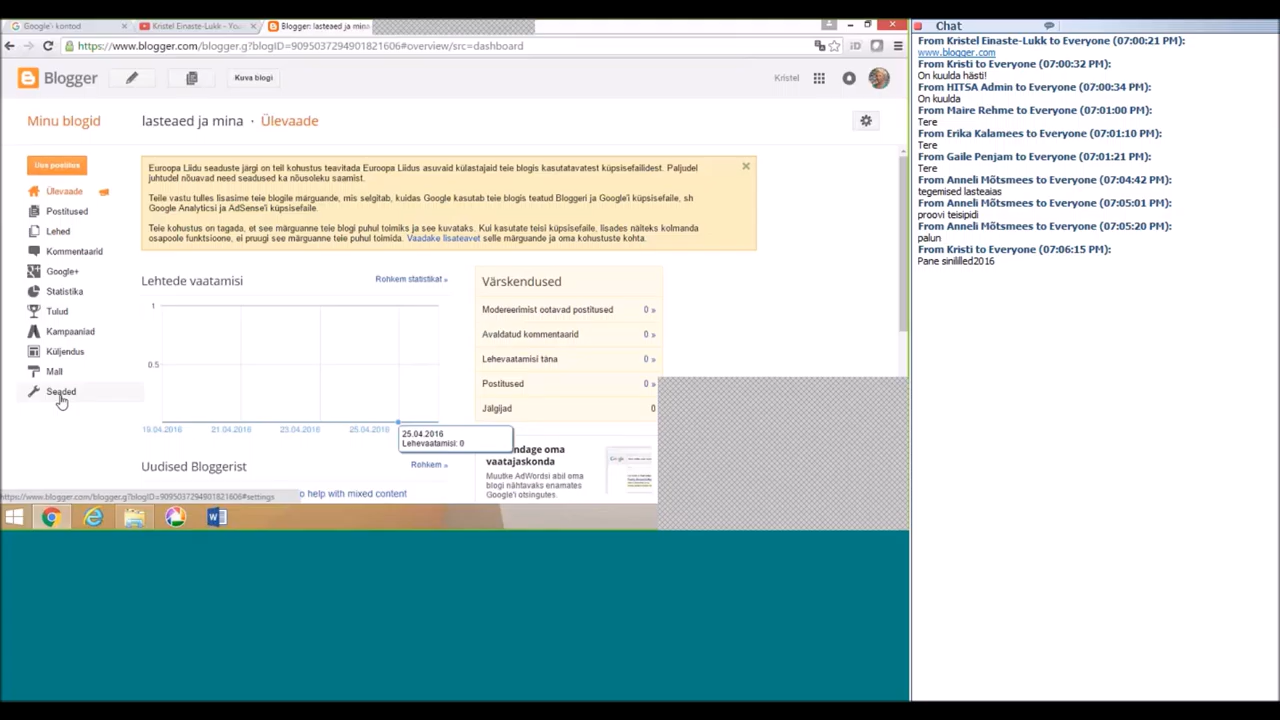 Google'i kontod
Kristel Einaste-Lukk - You
Blogger: lasteaed ja mina
https://www.blogger.com/blogger.g?blogID=9095037294901821606#overview/src=dashboard
Blogger
Kuva blogi
Kristel
Minu blogid
lasteaed ja mina · Ülevaade
Uus postitus
Ülevaade
Postitused
Lehed
Kommentaarid
Google+
Statistika
Tulud
Kampaaniad
Küljendus
Mall
Seaded
Euroopa Liidu seaduste järgi on teil kohustus teavitada Euroopa Liidus asuvaid külastajaid teie blogis kasutatavatest küpsisefailidest. Paljudel
juhtudel nõuavad need seadused ka nõusoleku saamist.
Teile vastu tulles lisasime teie blogile märguande, mis selgitab, kuidas Google kasutab teie blogis teatud Bloggeri ja Google'i küpsisefaile, sh
Google Analyticsi ja AdSense'i küpsisefaile.
Teie kohustus on tagada, et see märguanne teie blogi puhul toimiks ja see kuvataks. Kui kasutate teisi küpsisefaile, lisades näiteks kolmanda
osapoole funktsioone, ei pruugi see märguanne teie puhul toimida. Vaadake lisateavet selle märguande ja oma kohustuste kohta.
Lehtede vaatamisi
Rohkem statistikat »
1
0.5
19.04.2016 21.04.2016 23.04.2016 25.04.2016
25.04.2016
Lehevaatamisi: 0
Värskendused
Modereerimist ootavad postitused 0 »
Avaldatud kommentaarid 0 »
Lehevaatamisi täna 0 »
Postitused 0 »
Jälgijad 0
Uudised Bloggerist
Rohkem »
o help with mixed content
ndage oma
vaatajaskonda
Muutke AdWordsi abil oma
blogi nähtavaks enamates
Google'i otsingutes.
https://www.blogger.com/blogger.g?blogID=9095037294901821606#settings
Chat
From Kristel Einaste-Lukk to Everyone (07:00:21 PM):
www.blogger.com
From Kristi to Everyone (07:00:32 PM):
On kuulda hästi!
From HITSA Admin to Everyone (07:00:34 PM):
On kuulda
From Maire Rehme to Everyone (07:01:00 PM):
Tere
From Erika Kalamees to Everyone (07:01:10 PM):
Tere
From Gaile Penjam to Everyone (07:01:21 PM):
Tere
From Anneli Mõtsmees to Everyone (07:04:42 PM):
tegemised lasteaias
From Anneli Mõtsmees to Everyone (07:05:01 PM):
proovi teisipidi
From Anneli Mõtsmees to Everyone (07:05:20 PM):
palun
From Kristi to Everyone (07:06:15 PM):
Pane sinililled2016